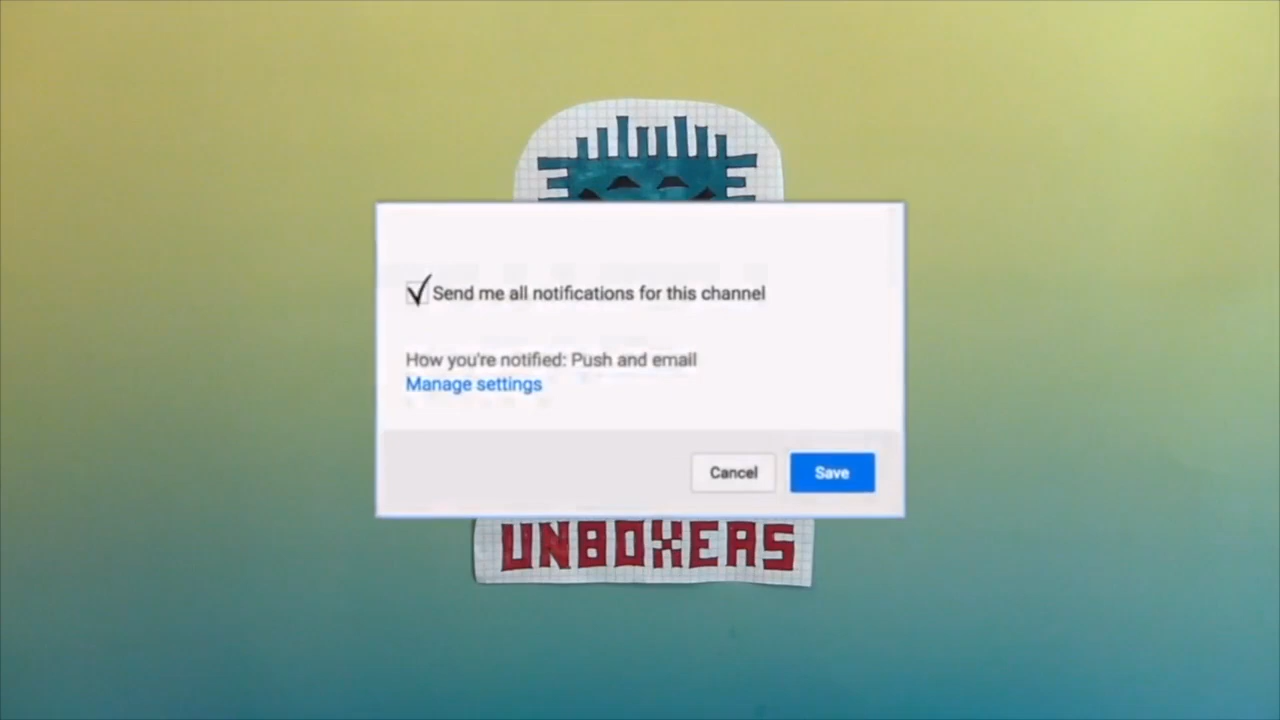 Send me all notifications for this channel
How you're notified: Push and email
Manage settings
Cancel
Save
UNBOXERS